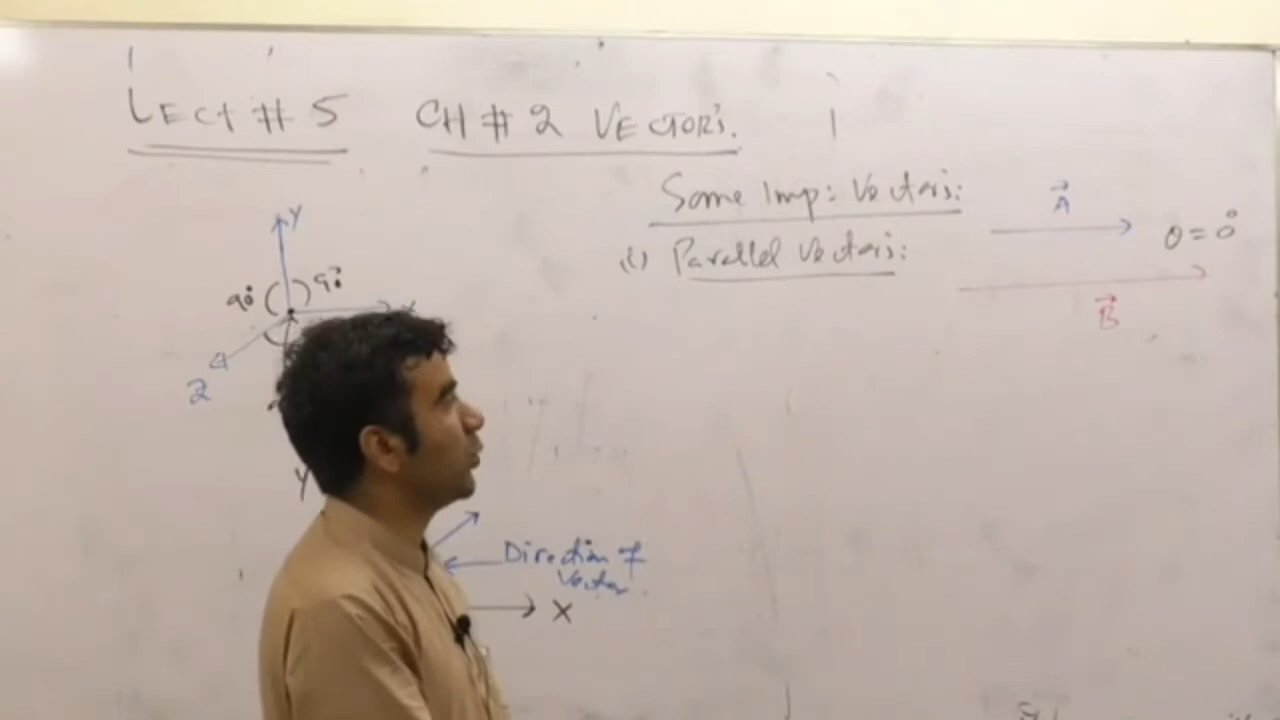 LECT # 5 CH # 2 VECTORS.
Some Imp: Vectors:
(i) Parallel Vectors:
A
θ = 0°
B
Y
90° 90°
X
Z
Y
Direction of
Vector
X